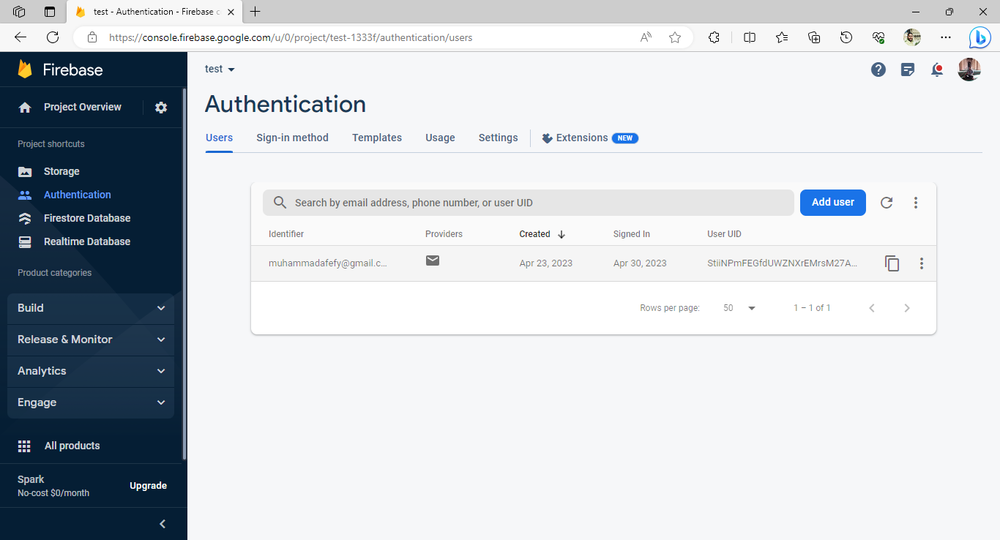 test - Authentication - Firebase c
https://console.firebase.google.com/u/0/project/test-1333f/authentication/users
Firebase
Project Overview
Project shortcuts
Storage
Authentication
Firestore Database
Realtime Database
Product categories
Build
Release & Monitor
Analytics
Engage
All products
Spark
No-cost $0/month
Upgrade
test
Authentication
Users Sign-in method Templates Usage Settings Extensions NEW
Search by email address, phone number, or user UID
Add user
Identifier Providers Created Signed In User UID
muhammadafefy@gmail.c... Apr 23, 2023 Apr 30, 2023 StiiNPmFEGfdUWZNXrEMrsM27A...
Rows per page: 50 1 – 1 of 1